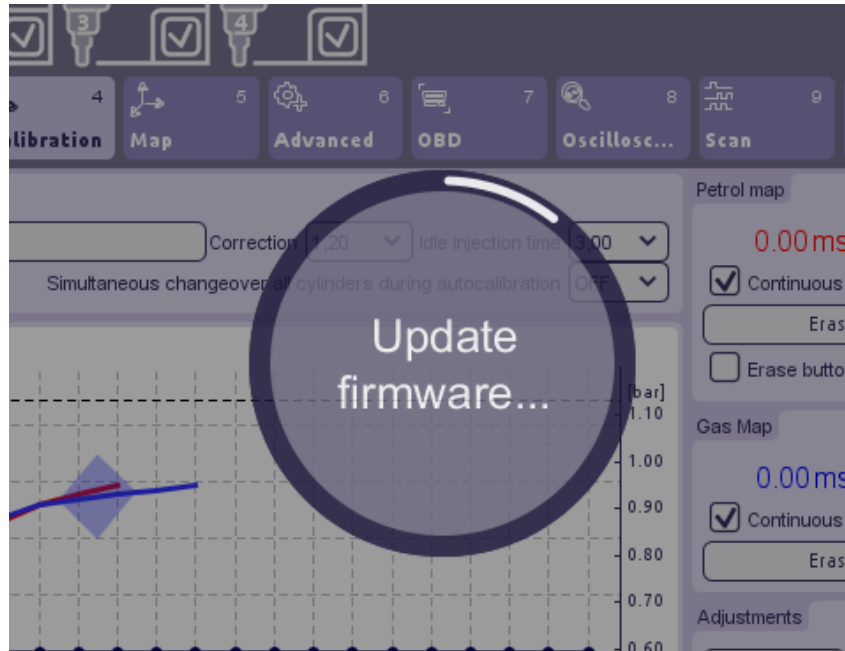 3
4
4
libration
5
Map
6
Advanced
7
OBD
8
Oscillosc...
9
Scan
Petrol map
Correction 1,20 Idle injection time 3,00
0.00 ms
Simultaneous changeover all cylinders during autocalibration OFF
Continuous
Eras
Update
firmware...
Erase butto
[bar]
1.10
Gas Map
1.00
0.00 ms
0.90
Continuous
0.80
Eras
0.70
Adjustments
0.60